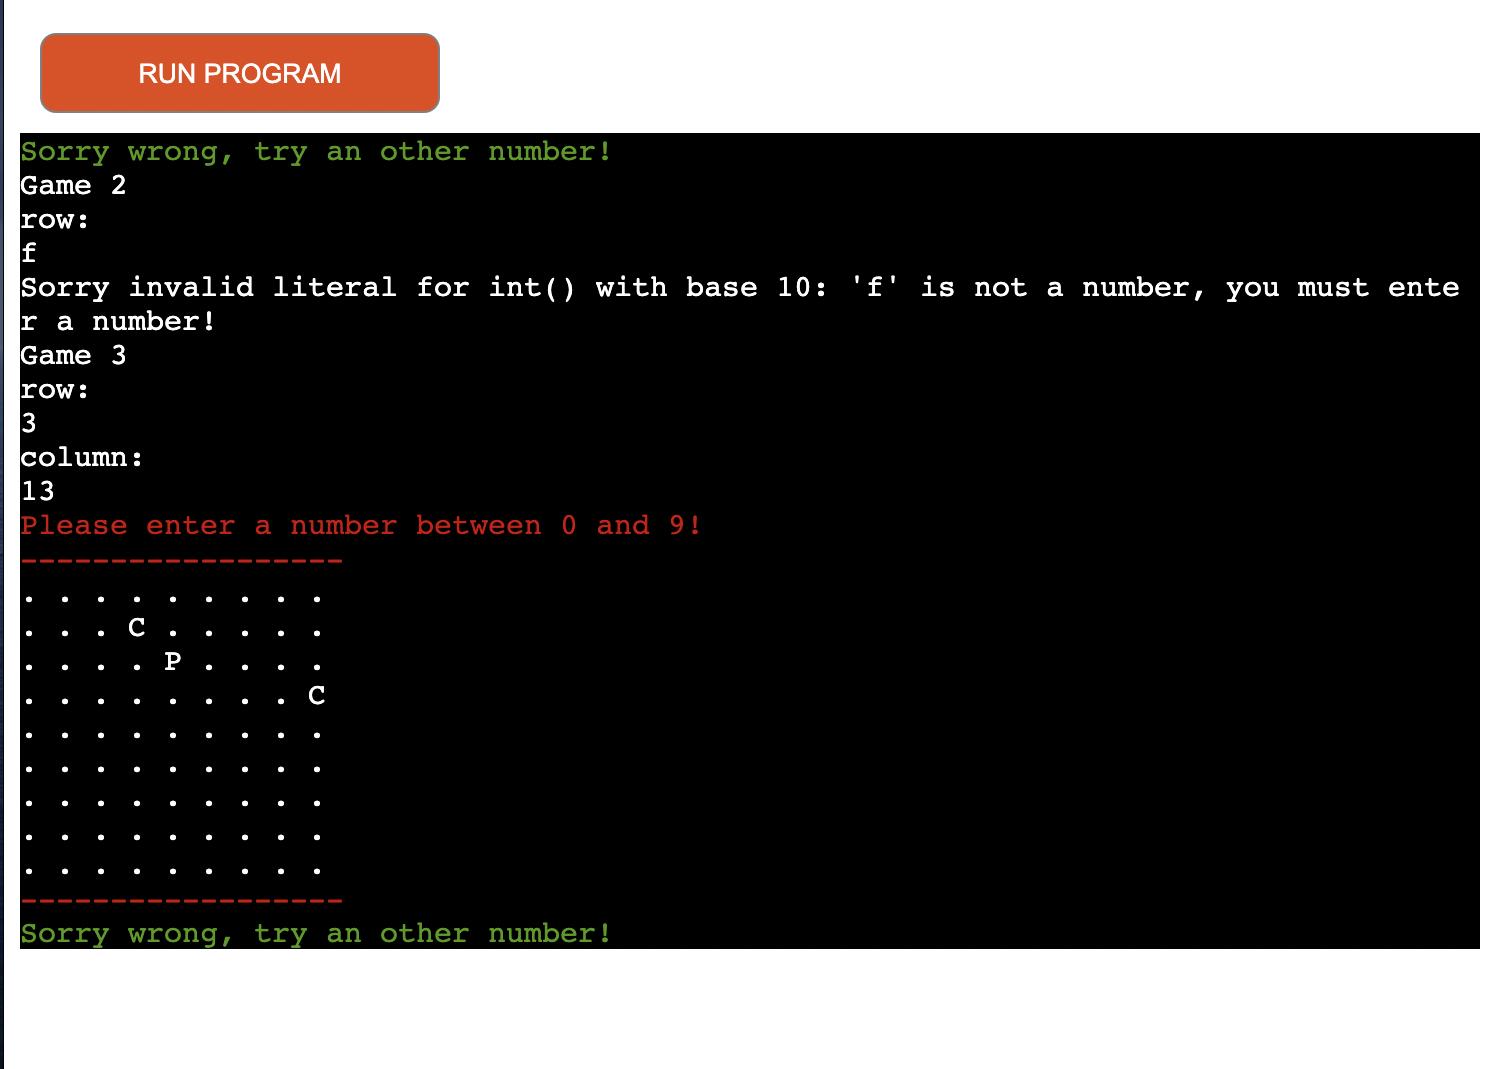 RUN PROGRAM
Sorry wrong, try an other number!
Game 2
row:
f
Sorry invalid literal for int() with base 10: 'f' is not a number, you must ente
r a number!
Game 3
row:
3
column:
13
Please enter a number between 0 and 9!
------------------
. . . . . . . . .
. . . C . . . . .
. . . . P . . . .
. . . . . . . . C
. . . . . . . . .
. . . . . . . . .
. . . . . . . . .
. . . . . . . . .
. . . . . . . . .
------------------
Sorry wrong, try an other number!